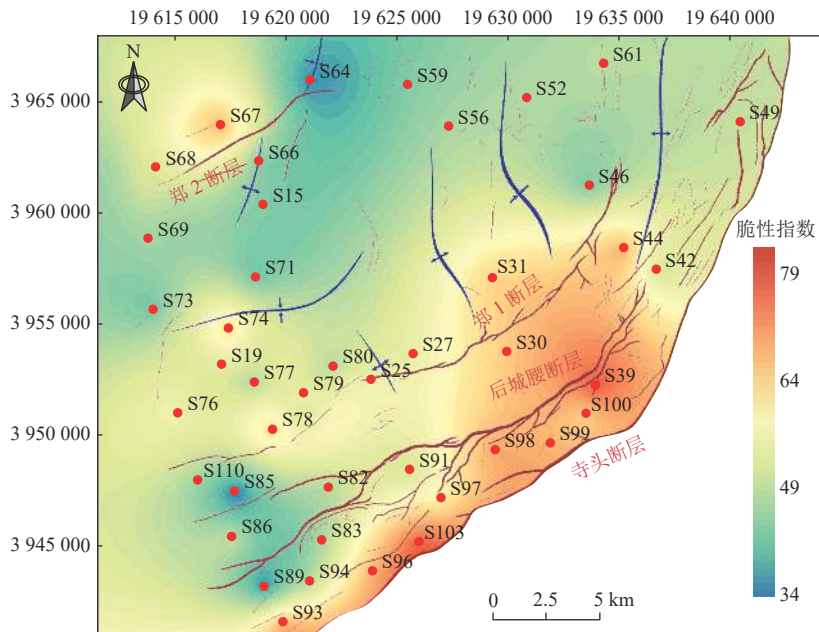 19 615 000 19 620 000 19 625 000 19 630 000 19 635 000 19 640 000
N
3 965 000
3 960 000
3 955 000
3 950 000
3 945 000
S64
S59
S61
S52
S67
S56
S49
S68
S66
郑 2 断层
S46
S15
S69
S44
S71
S31
S42
S73
郑 1 断层
S74
S27
S30
S19
S80
S77
S25
后城腰断层
S39
S79
S76
S100
S78
S98
S99
寺头断层
S110
S91
S85
S82
S97
S86
S83
S103
S96
S89
S94
S93
0 2.5 5 km
脆性指数
79
64
49
34